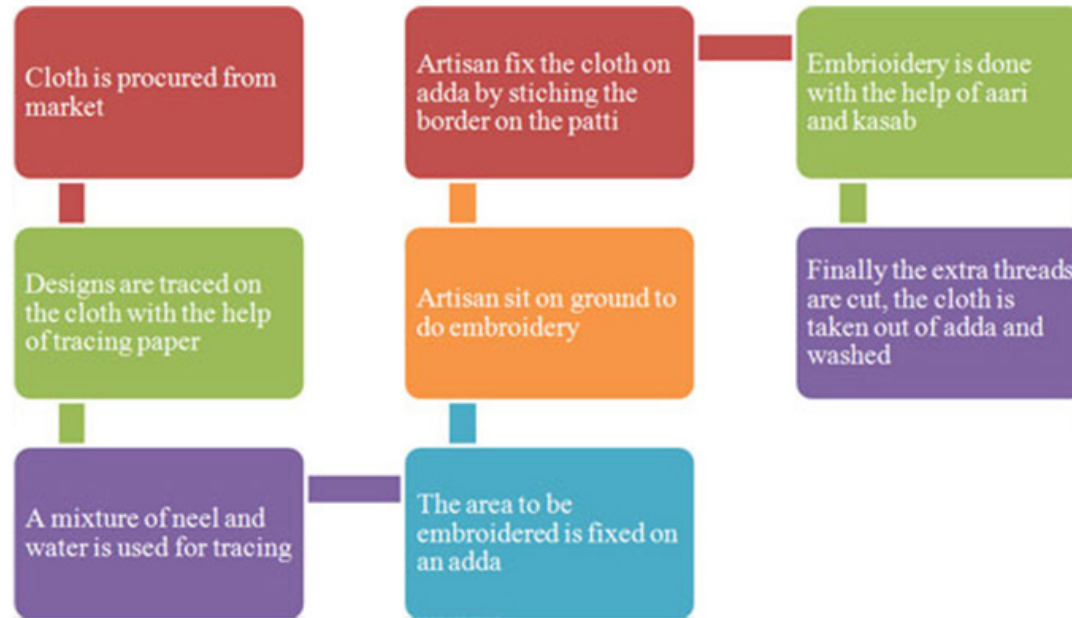 Cloth is procured from
market
Designs are traced on
the cloth with the help
of tracing paper
A mixture of neel and
water is used for tracing
The area to be
embroidered is fixed on
an adda
Artisan sit on ground to
do embroidery
Artisan fix the cloth on
adda by stiching the
border on the patti
Embrioidery is done
with the help of aari
and kasab
Finally the extra threads
are cut, the cloth is
taken out of adda and
washed